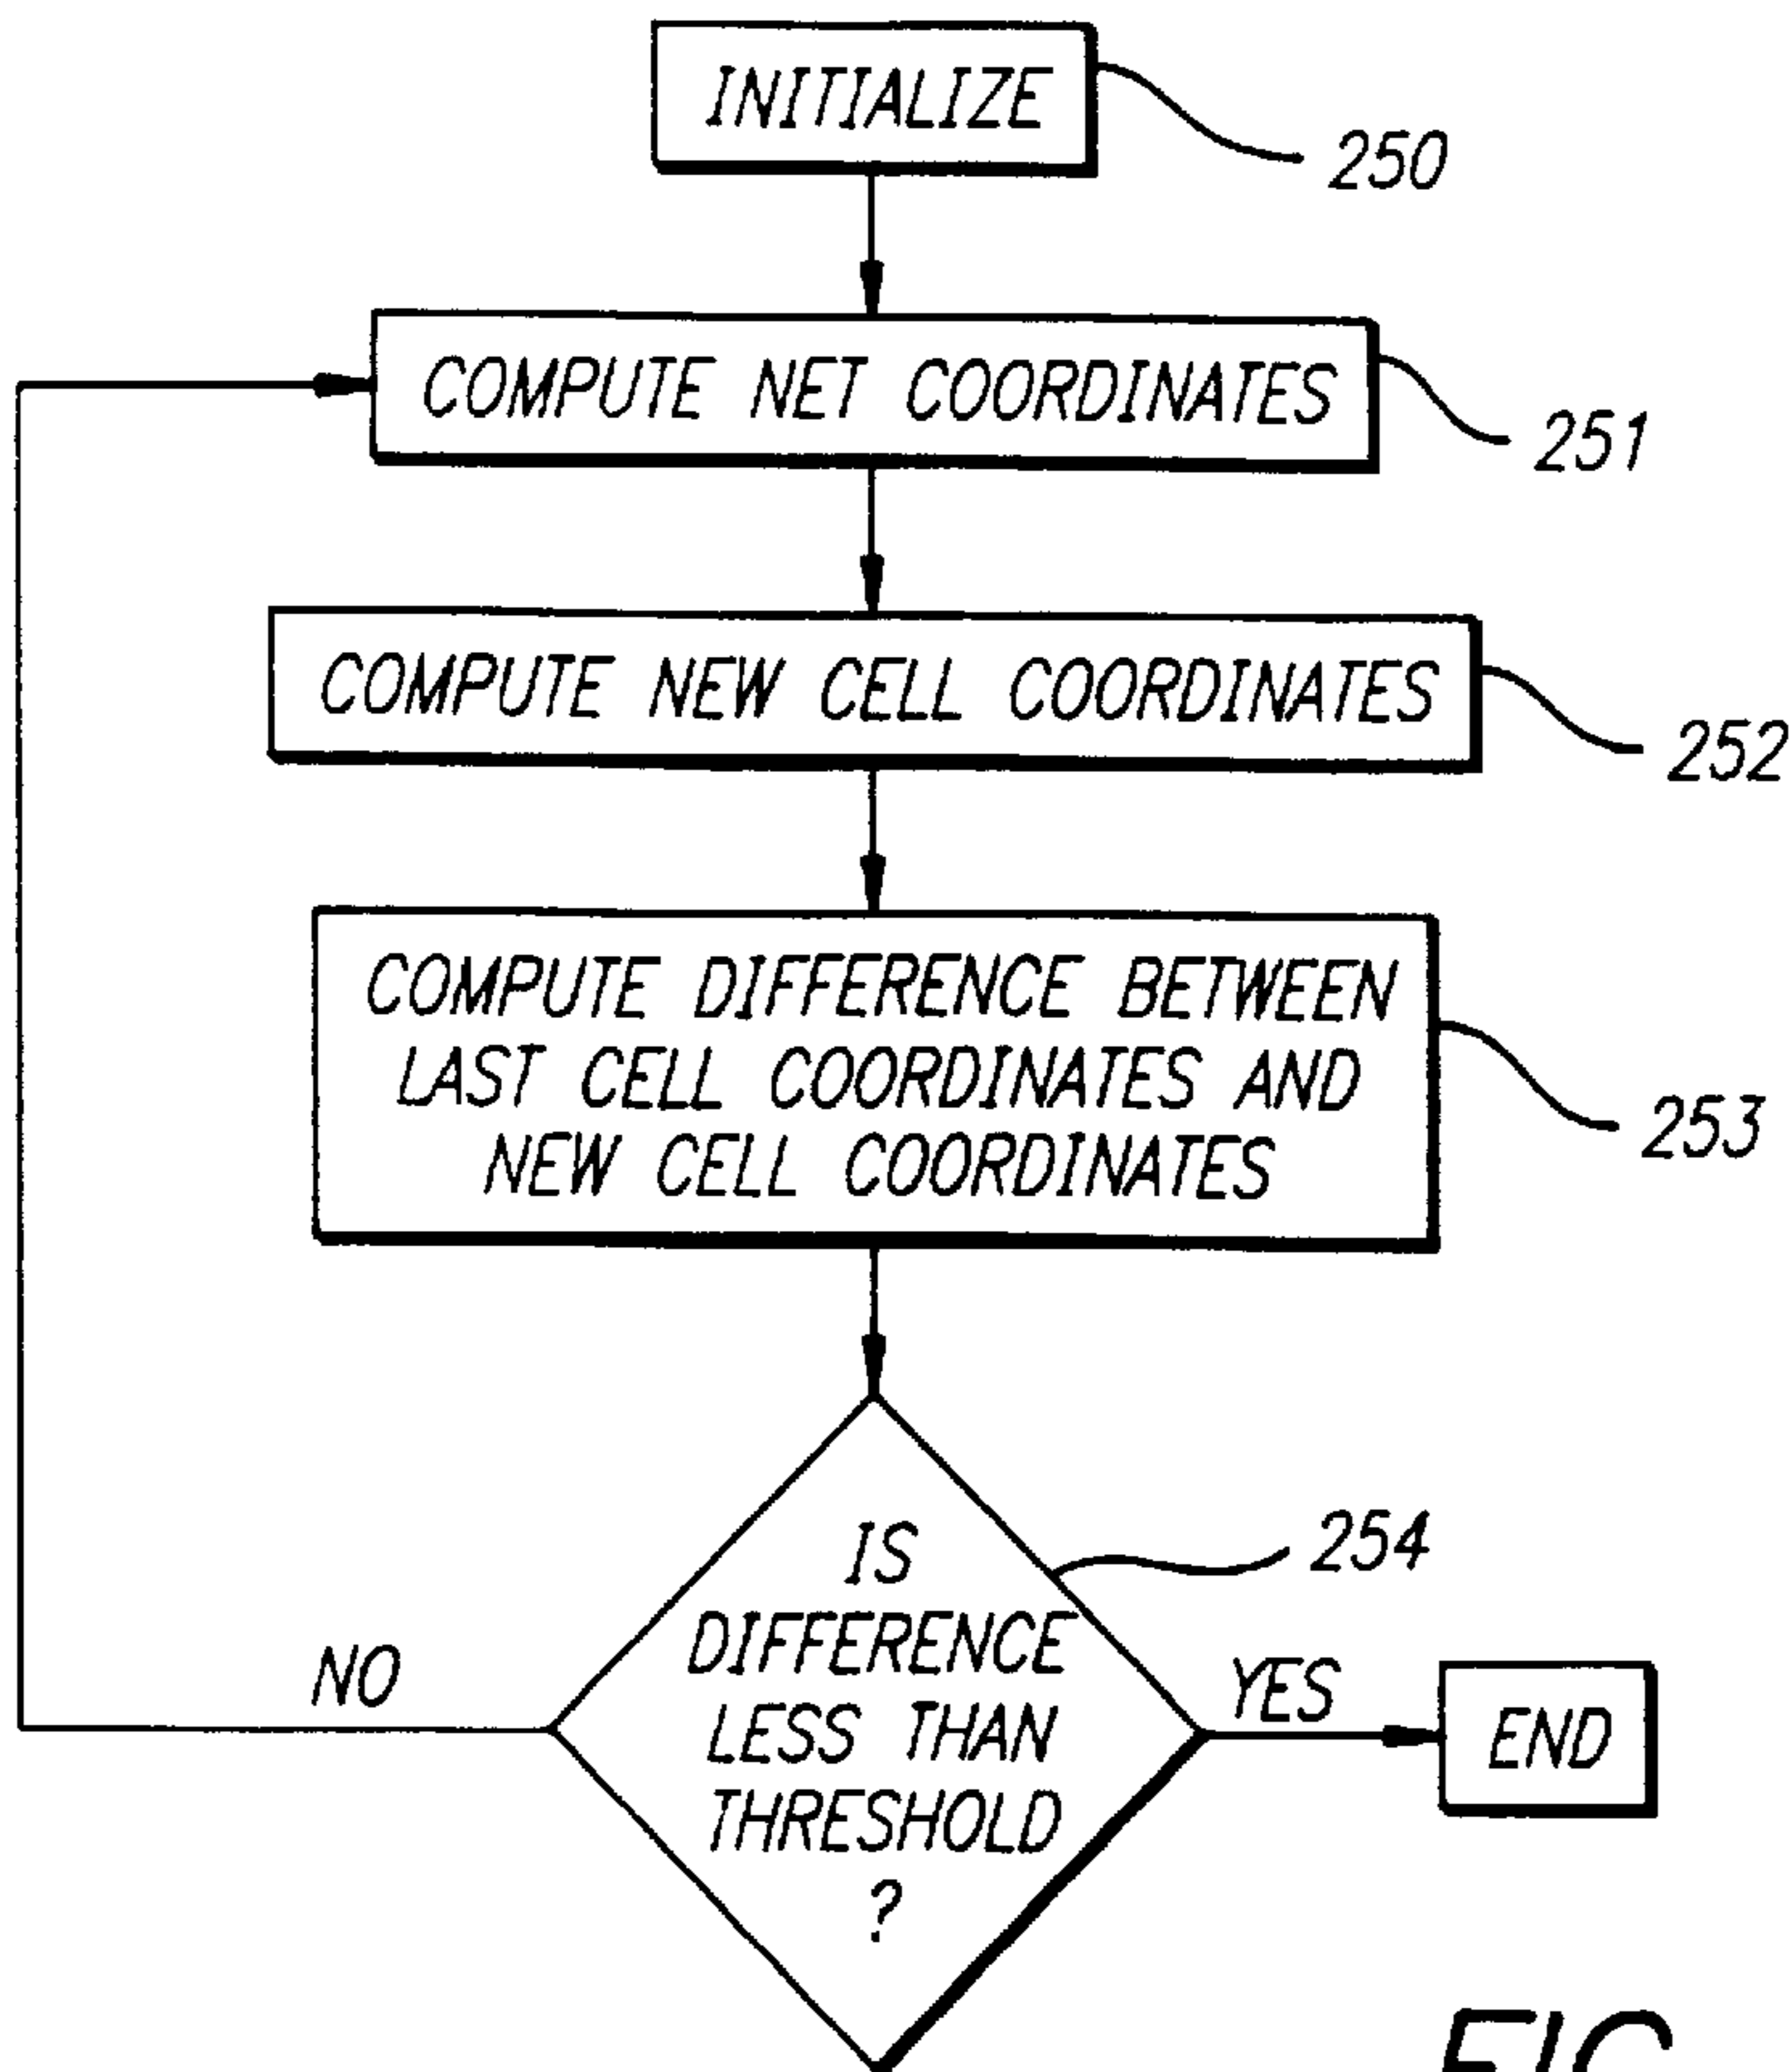 INITIALIZE
250
COMPUTE NET COORDINATES
251
COMPUTE NEW CELL COORDINATES
252
COMPUTE DIFFERENCE BETWEEN
LAST CELL COORDINATES AND
NEW CELL COORDINATES
253
IS
DIFFERENCE
LESS THAN
THRESHOLD
?
254
NO
YES
END